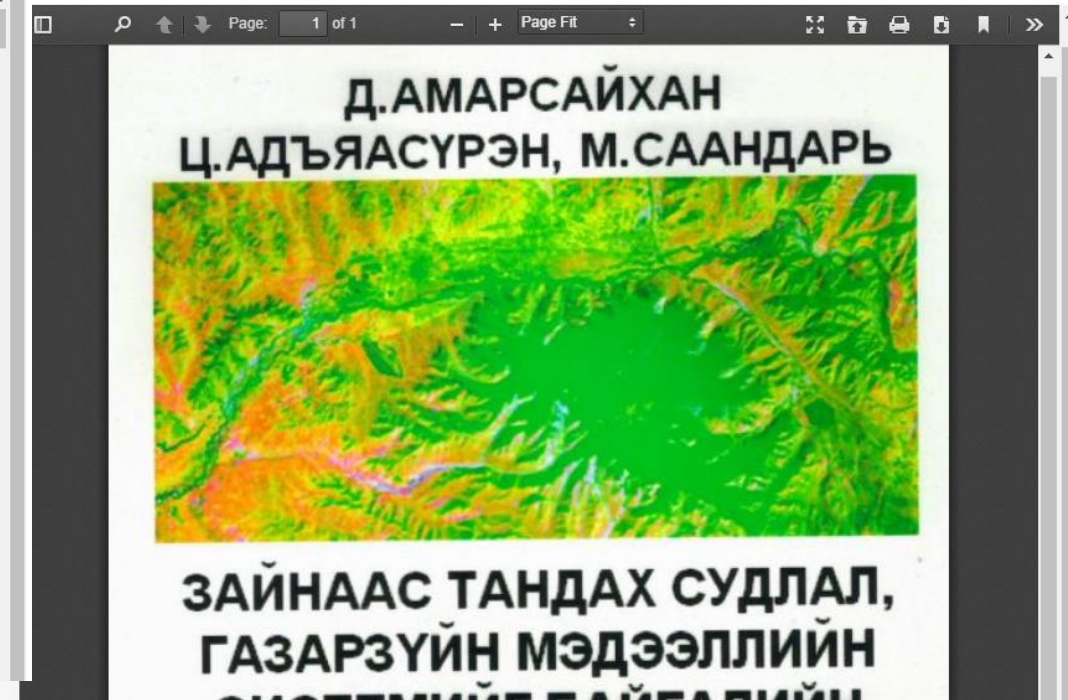 Page: 1 of 1
Page Fit
Д.АМАРСАЙХАН
Ц.АДЪЯАСҮРЭН, М.СААНДАРЬ
ЗАЙНААС ТАНДАХ СУДЛАЛ,
ГАЗАРЗҮЙН МЭДЭЭЛЛИЙН